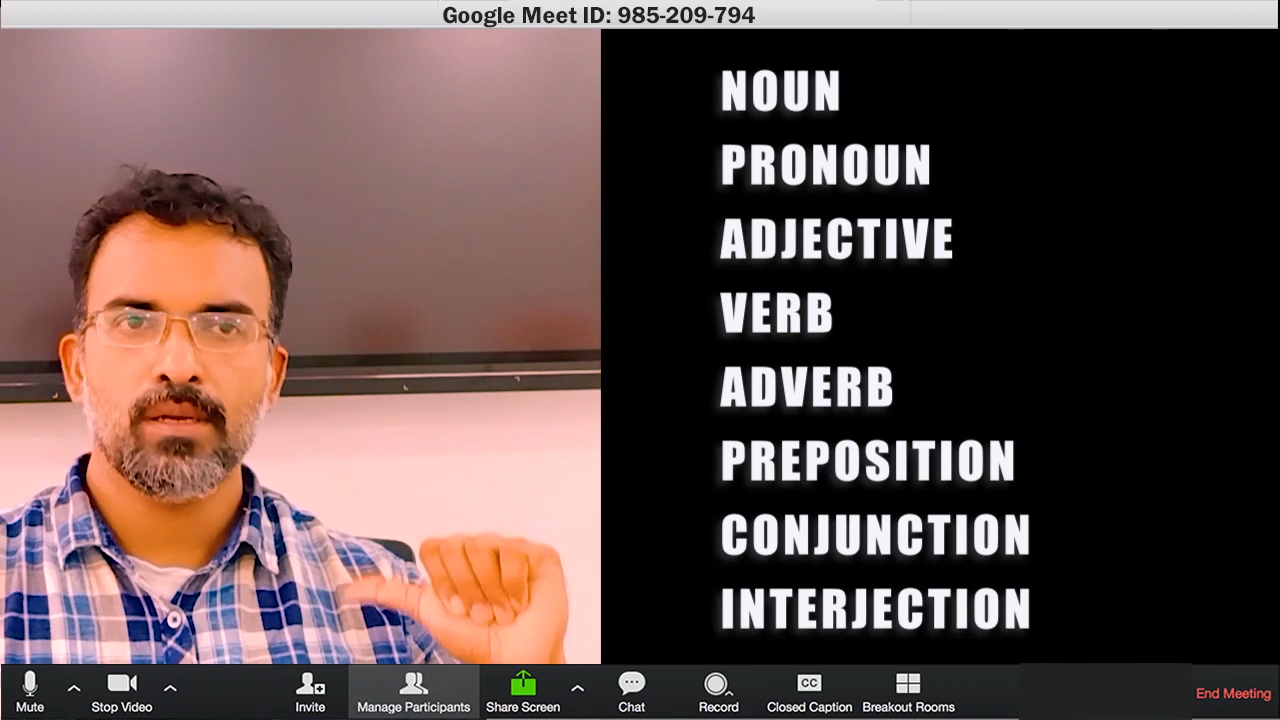 Google Meet ID: 985-209-794
NOUN
PRONOUN
ADJECTIVE
VERB
ADVERB
PREPOSITION
CONJUNCTION
INTERJECTION
Mute
Stop Video
Invite
Manage Participants
Share Screen
Chat
Record
CC
Closed Caption
Breakout Rooms
End Meeting